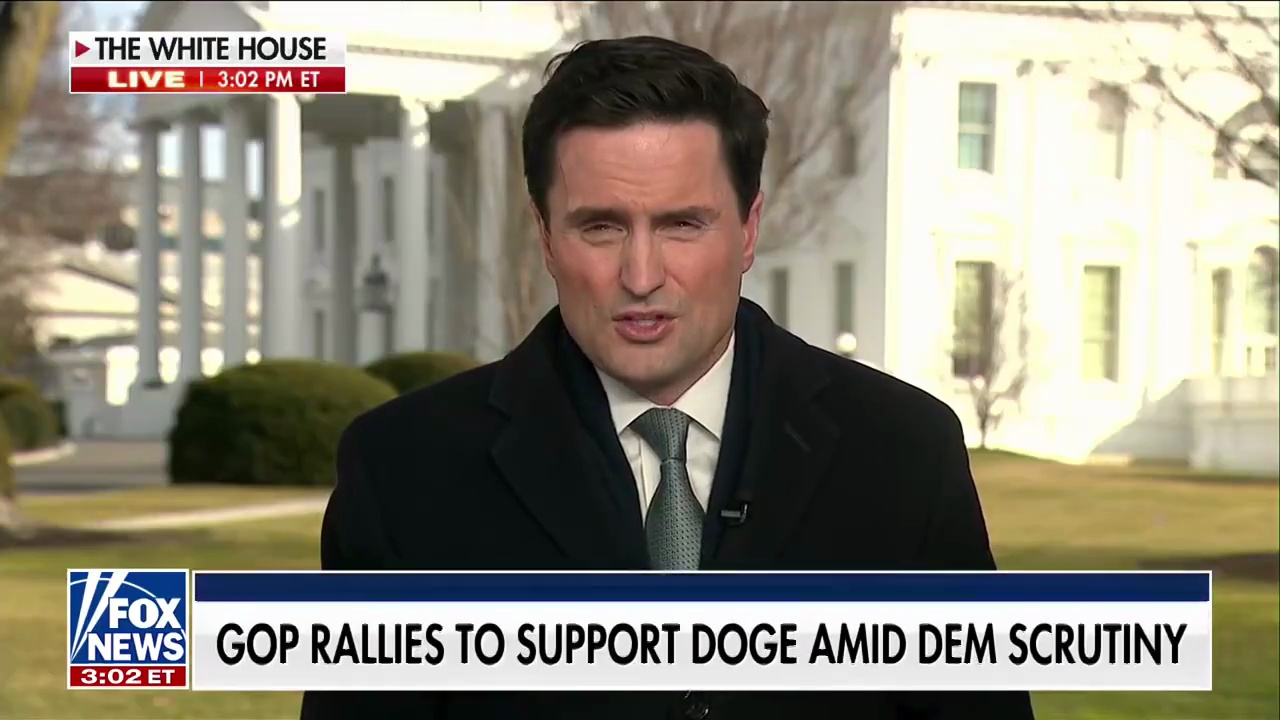 THE WHITE HOUSE
LIVE | 3:02 PM ET
FOX
NEWS
3:02 ET
GOP RALLIES TO SUPPORT DOGE AMID DEM SCRUTINY